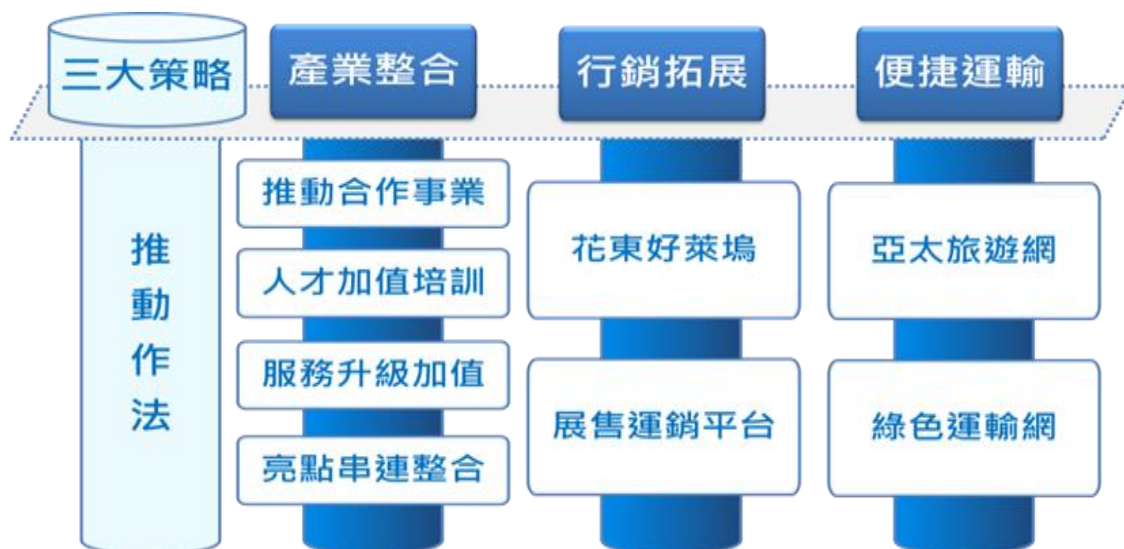 三大策略
產業整合
行銷拓展
便捷運輸
推動作法
推動合作事業
人才加值培訓
服務升級加值
亮點串連整合
花東好萊塢
展售運銷平台
亞太旅遊網
綠色運輸網